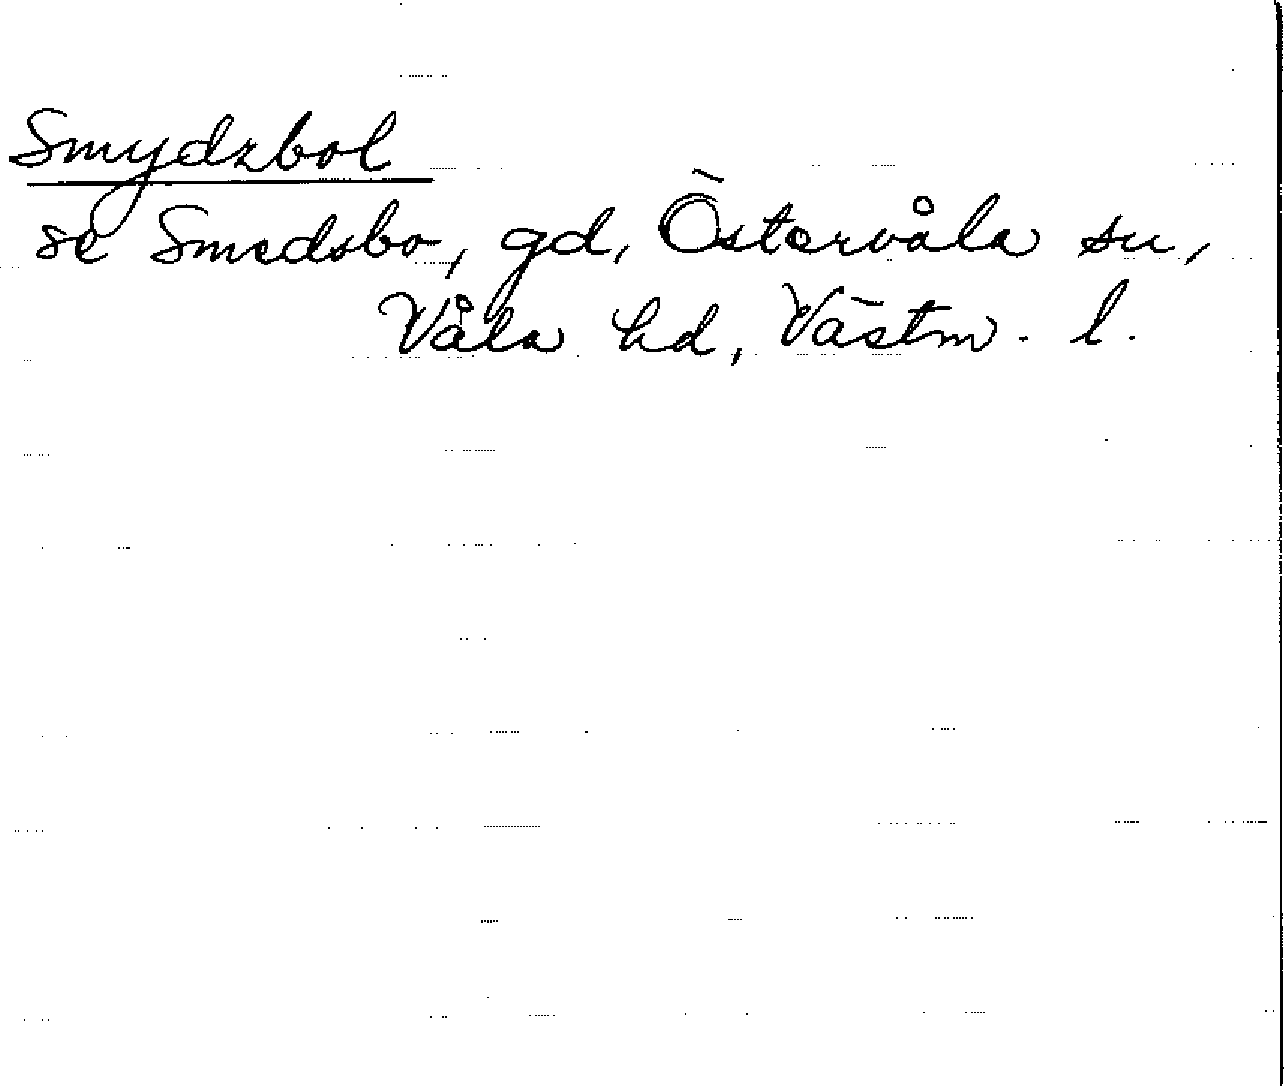 Smydzbol
se Smedsbo, gd, Östervåla sn,
Våla hd, Västm. l.